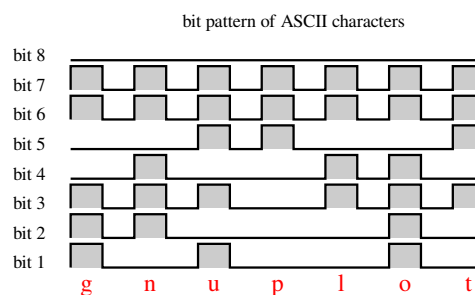 bit pattern of ASCII characters
bit 8
bit 7
bit 6
bit 5
bit 4
bit 3
bit 2
bit 1
g n u p l o t